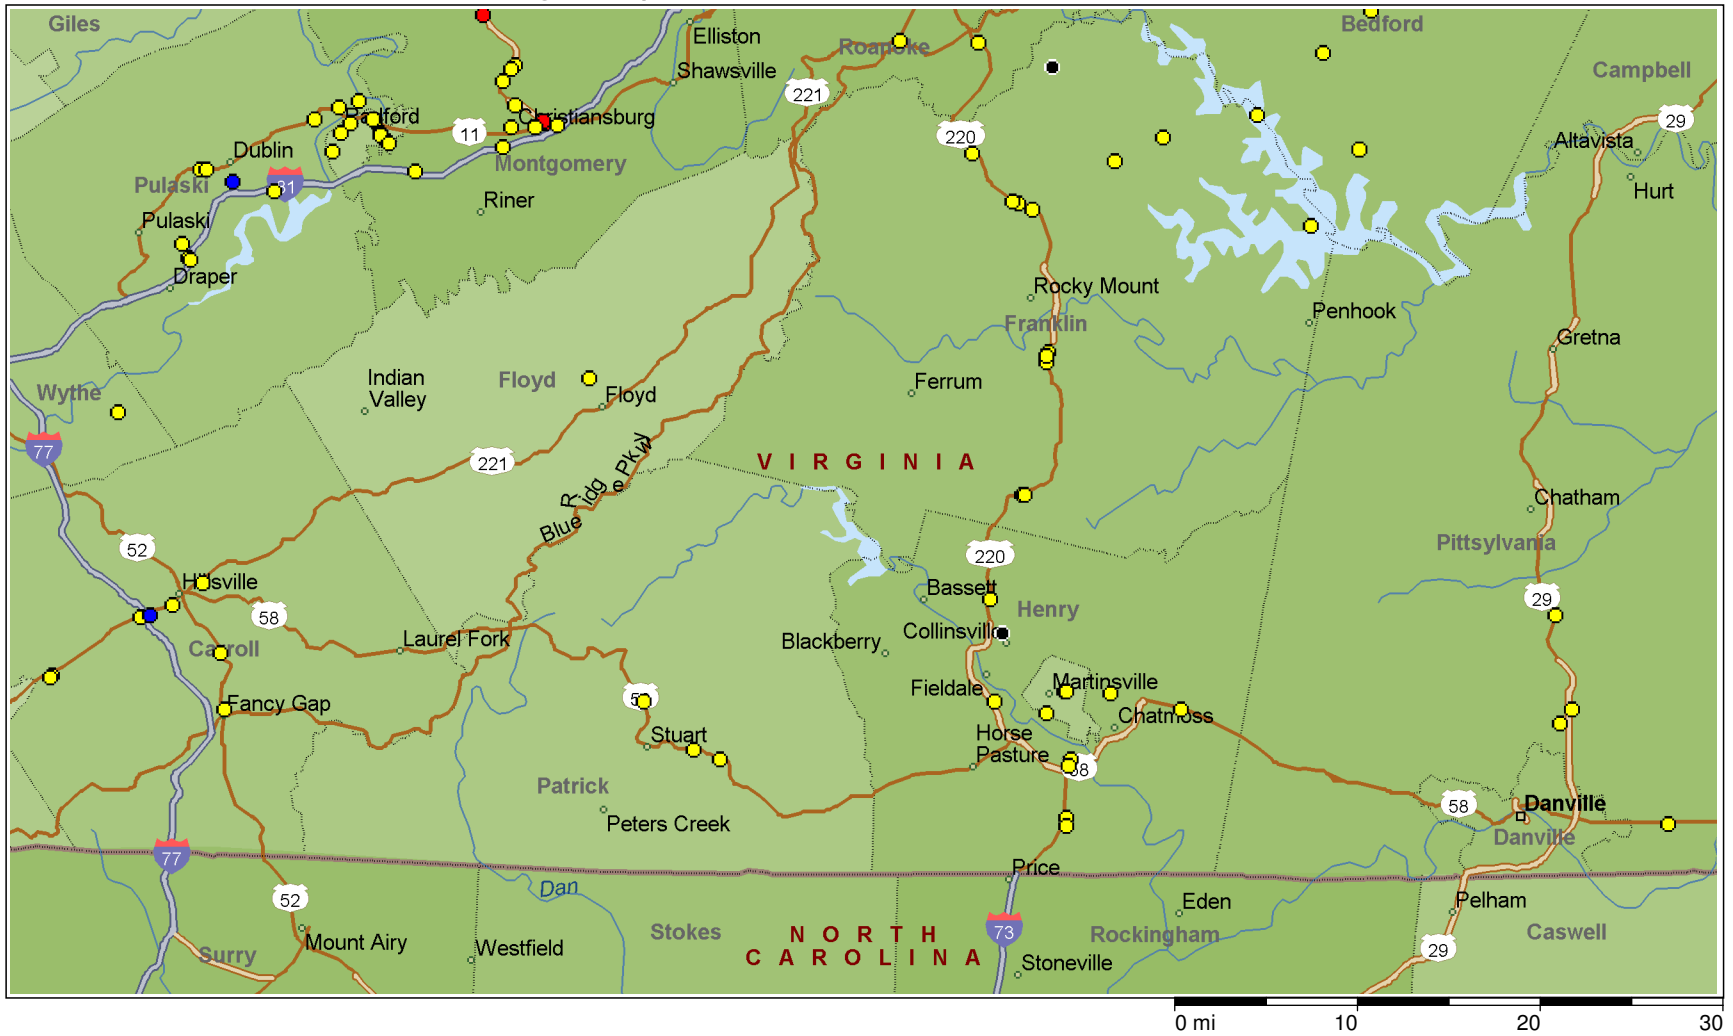 Giles
Elliston
Roanoke
Bedford
Shawsville
Campbell
221
29
Radford
Christiansburg
11
220
Altavista
Dublin
Montgomery
Pulaski
81
Hurt
Riner
Pulaski
Draper
Rocky Mount
Penhook
Franklin
Gretna
Indian
Valley
Floyd
Ferrum
Wythe
Floyd
77
221
VIRGINIA
Blue Ridge Pkwy
Chatham
52
220
Pittsylvania
Hillsville
Bassett
29
58
Henry
Laurel Fork
Collinsville
Blackberry
Carroll
Martinsville
Fieldale
Fancy Gap
Chatmoss
Stuart
Horse
Pasture
58
Patrick
58
Danville
Peters Creek
Danville
77
Price
Dan
52
Eden
Pelham
Stokes
NORTH
CAROLINA
73
Rockingham
Caswell
Mount Airy
Westfield
29
Surry
Stoneville
0 mi 10 20 30